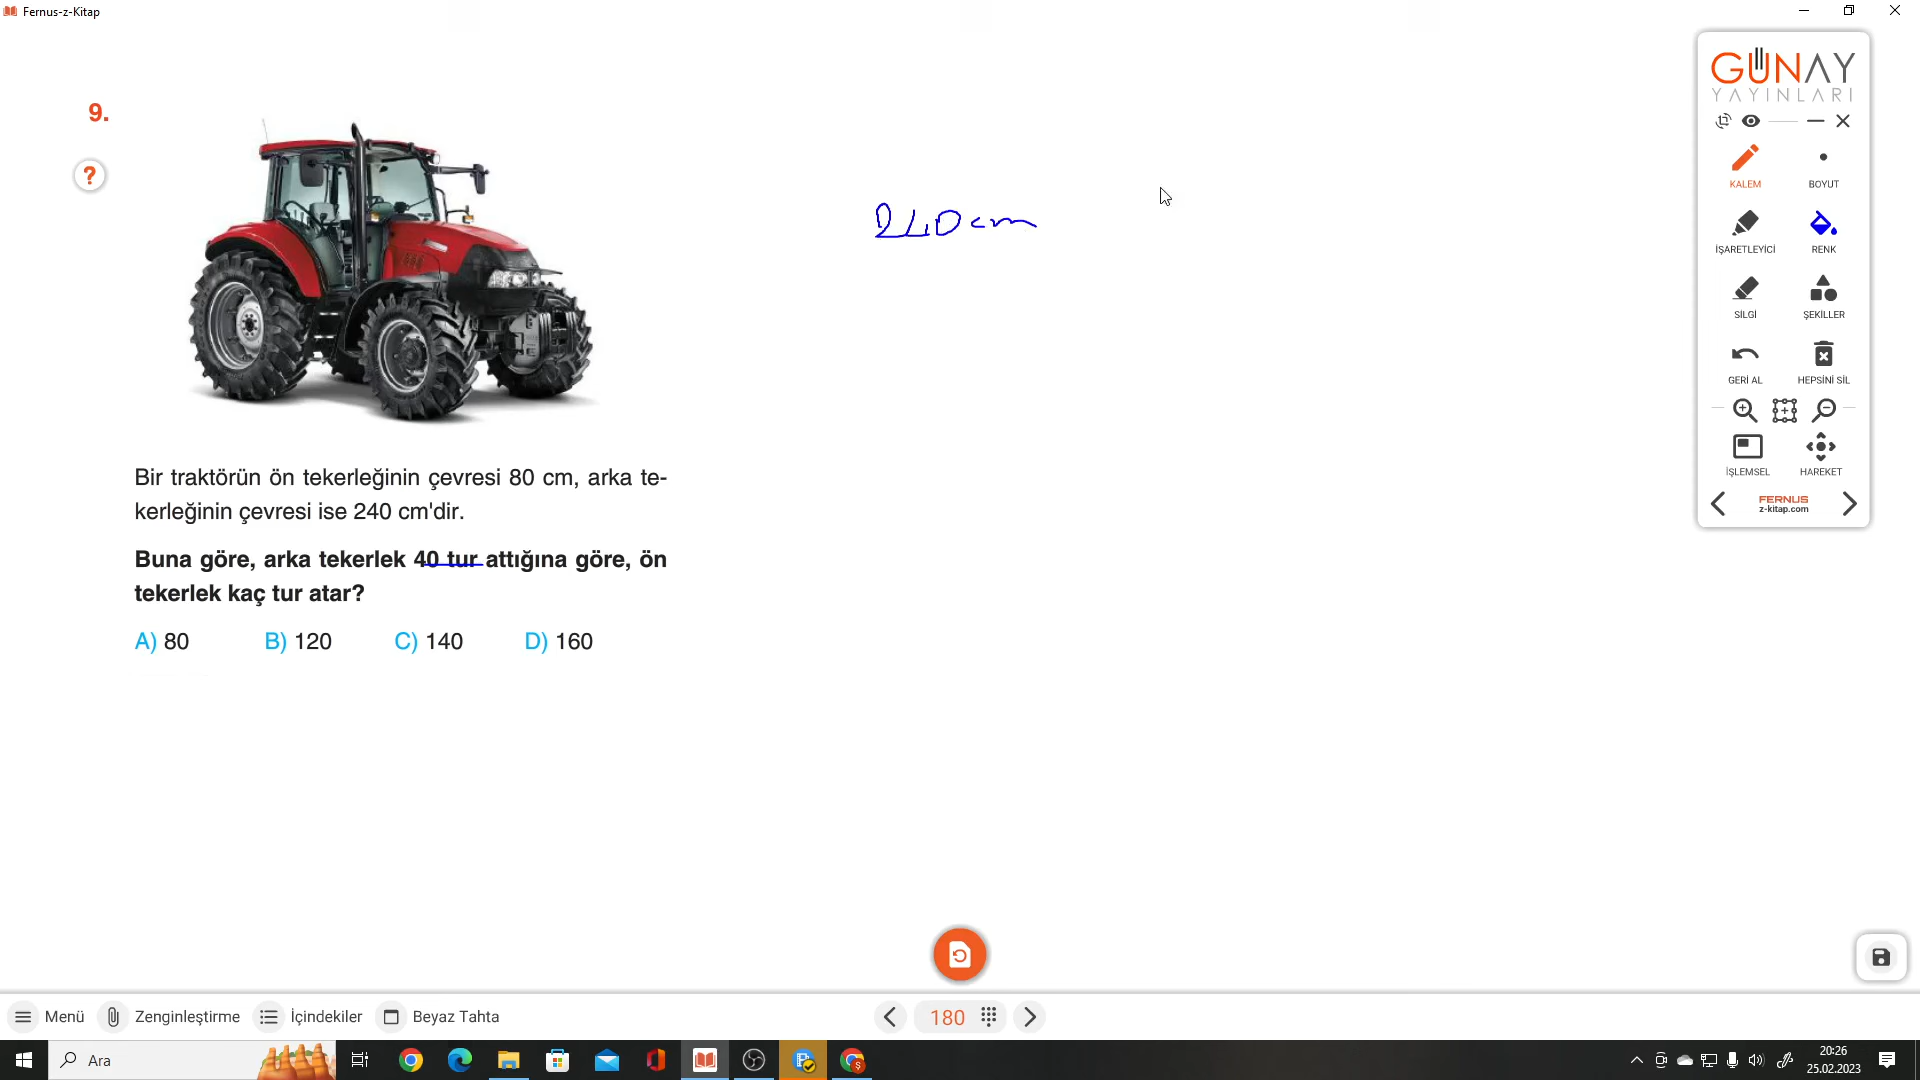 Fernus-z-Kitap
9.
?
240 cm
Bir traktörün ön tekerleğinin çevresi 80 cm, arka te-
kerleğinin çevresi ise 240 cm'dir.
Buna göre, arka tekerlek 40 tur attığına göre, ön
tekerlek kaç tur atar?
A) 80 B) 120 C) 140 D) 160
GÜNAY
YAYINLARI
KALEM BOYUT
İŞARETLEYİCİ RENK
SİLGİ ŞEKİLLER
GERİ AL HEPSİNİ SİL
İŞLEMSEL HAREKET
FERNUS
z-kitap.com
Menü Zenginleştirme İçindekiler Beyaz Tahta 180
Ara
20:26
25.02.2023